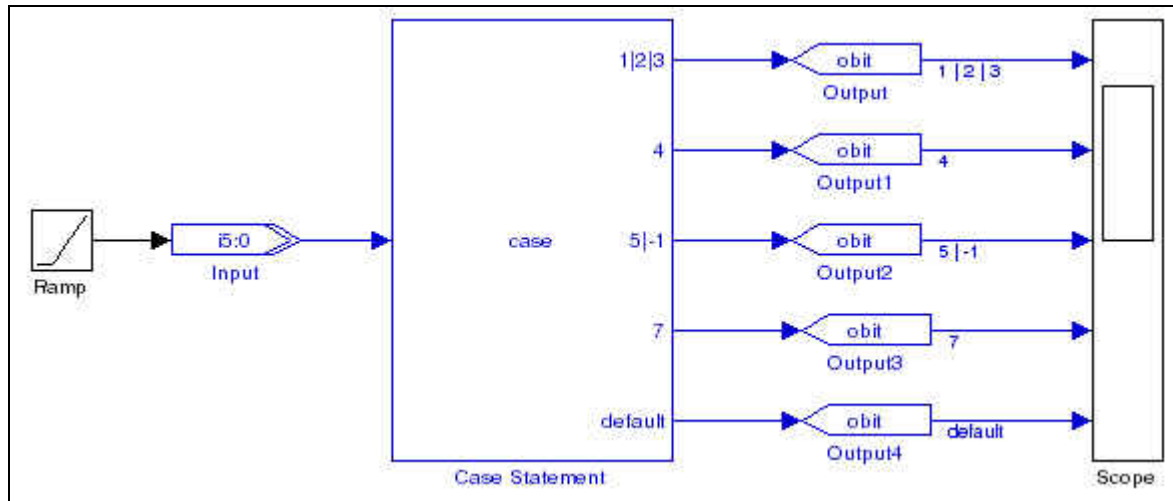 1|2|3
obit
1 | 2 | 3
Output
4
obit
4
Output1
i5:0
Input
Ramp
case
5|-1
obit
5 | -1
Output2
7
obit
7
Output3
default
obit
default
Output4
Case Statement
Scope